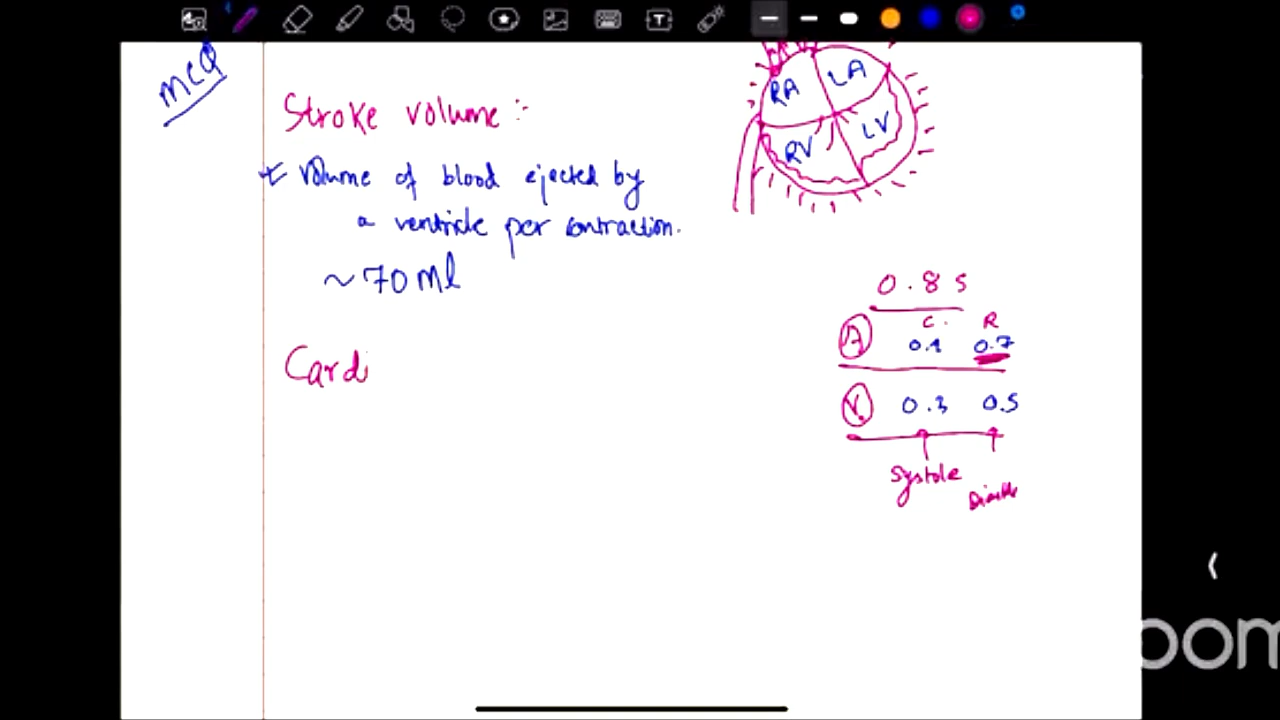 MCQ
Stroke volume :-
Volume of blood ejected by
a ventricle per contraction.
~70 Ml
Cardi
RA LA
RV LV
0.8 s
C. R
A 0.1 0.7
V. 0.3 0.5
Systole
T
oom